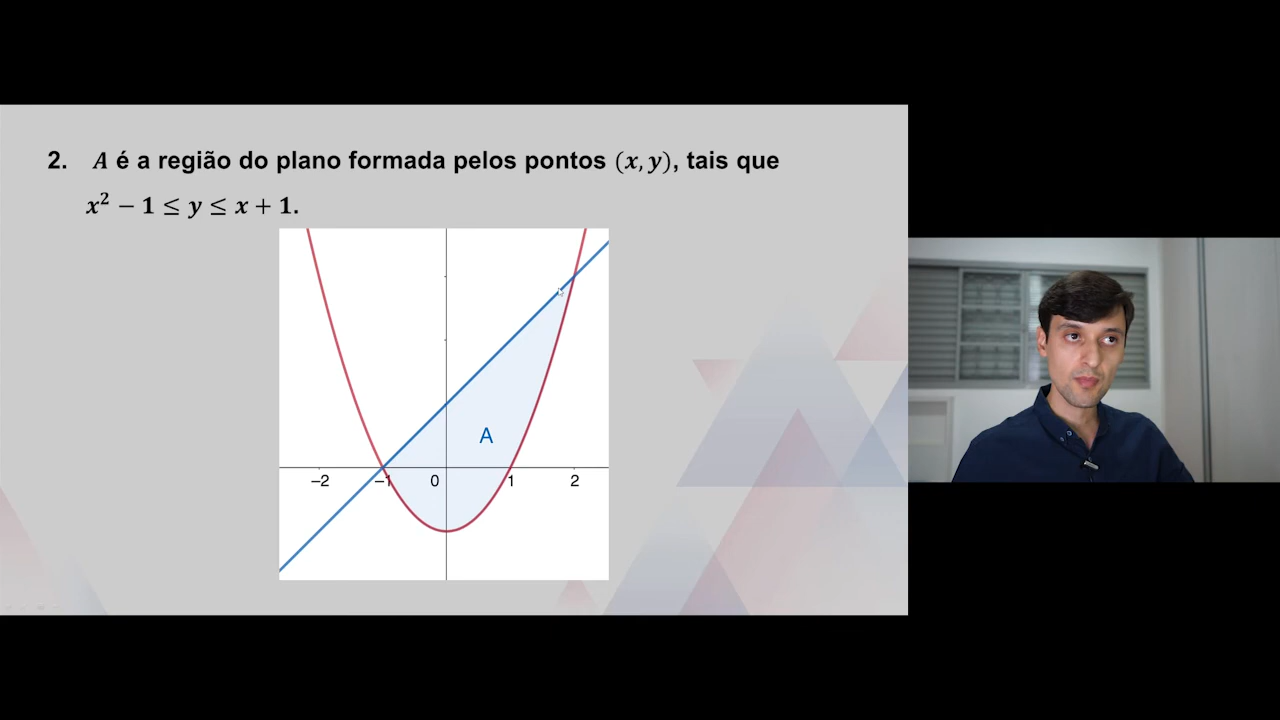 2. A é a região do plano formada pelos pontos (x, y), tais que
x² − 1 ≤ y ≤ x + 1.
A
−2 −1 0 1 2